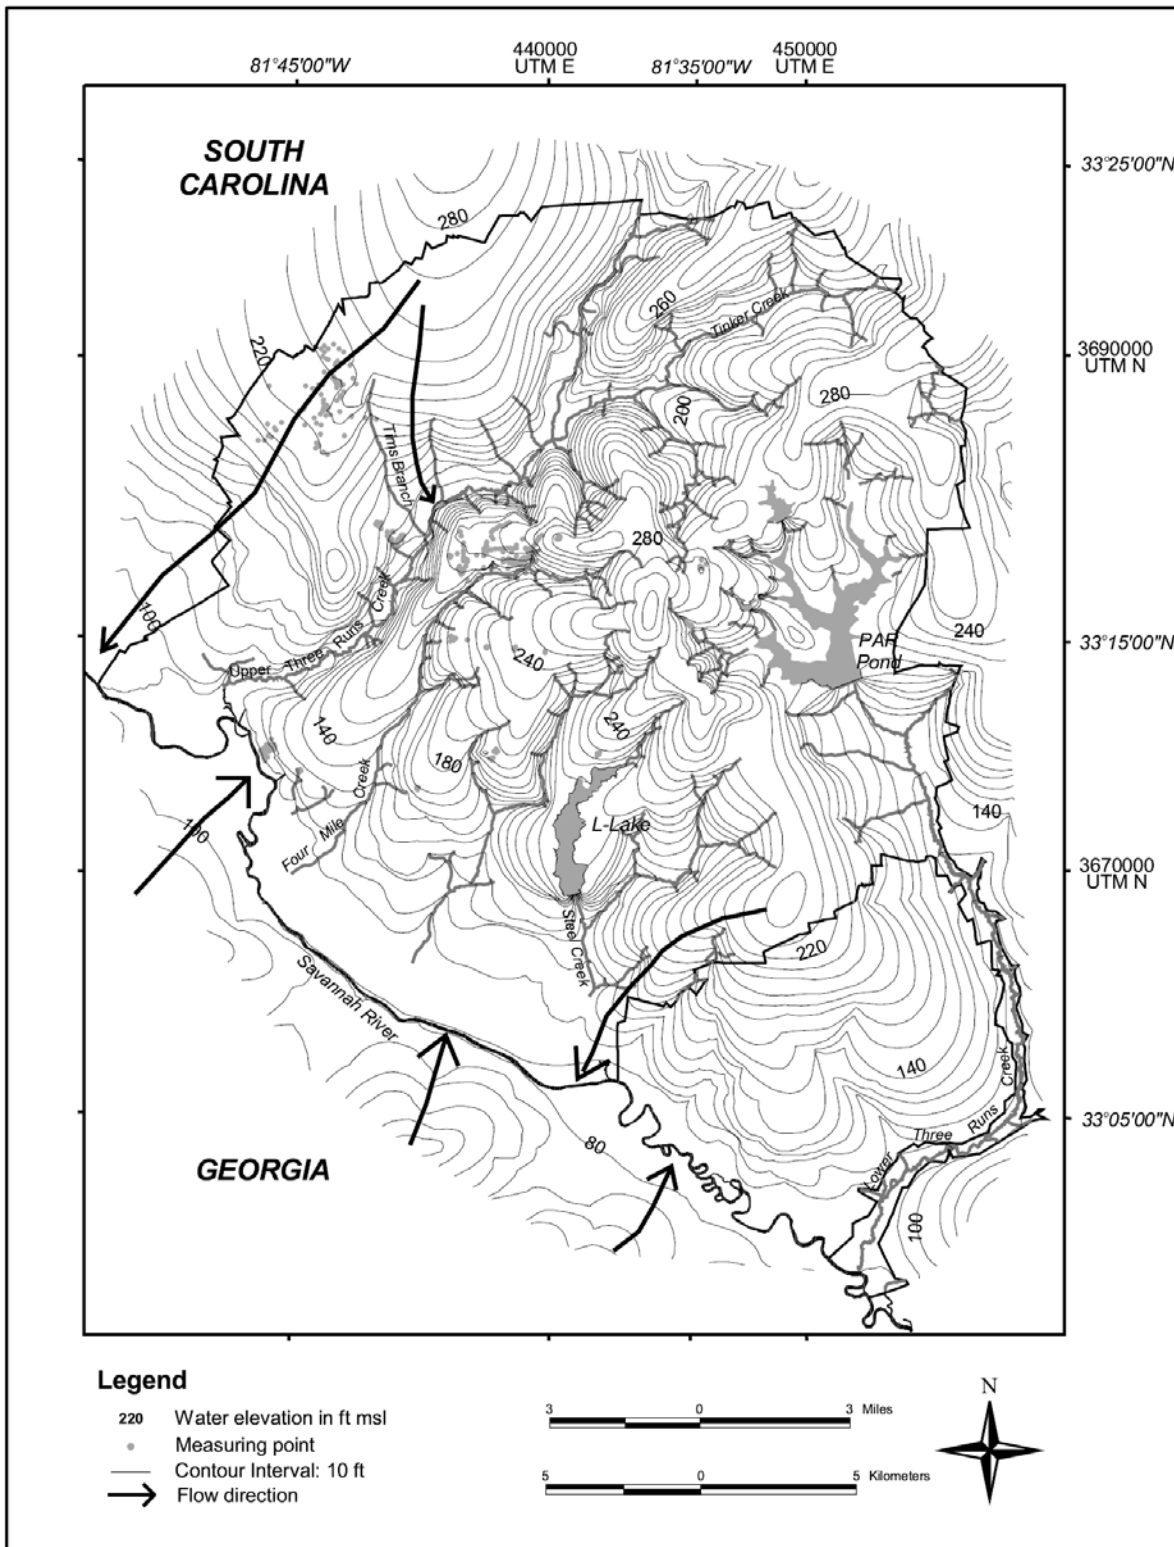 440000
UTM E
450000
UTM E
81°45'00"W
81°35'00"W
SOUTH
CAROLINA
33°25'00"N
280
260
Tinker Creek
220
3690000
UTM N
280
200
Tims Branch
280
100
Creek
Runs
Three
Upper
240
240
33°15'00"N
PAR
Pond
140
240
180
Creek
Mile
Four
100
L-Lake
140
3670000
UTM N
Steel Creek
220
Savannah River
140
Creek
Runs
Three
Lower
33°05'00"N
80
GEORGIA
100
Legend
220 Water elevation in ft msl
Measuring point
Contour Interval: 10 ft
Flow direction
3 0 3 Miles
5 0 5 Kilometers
N